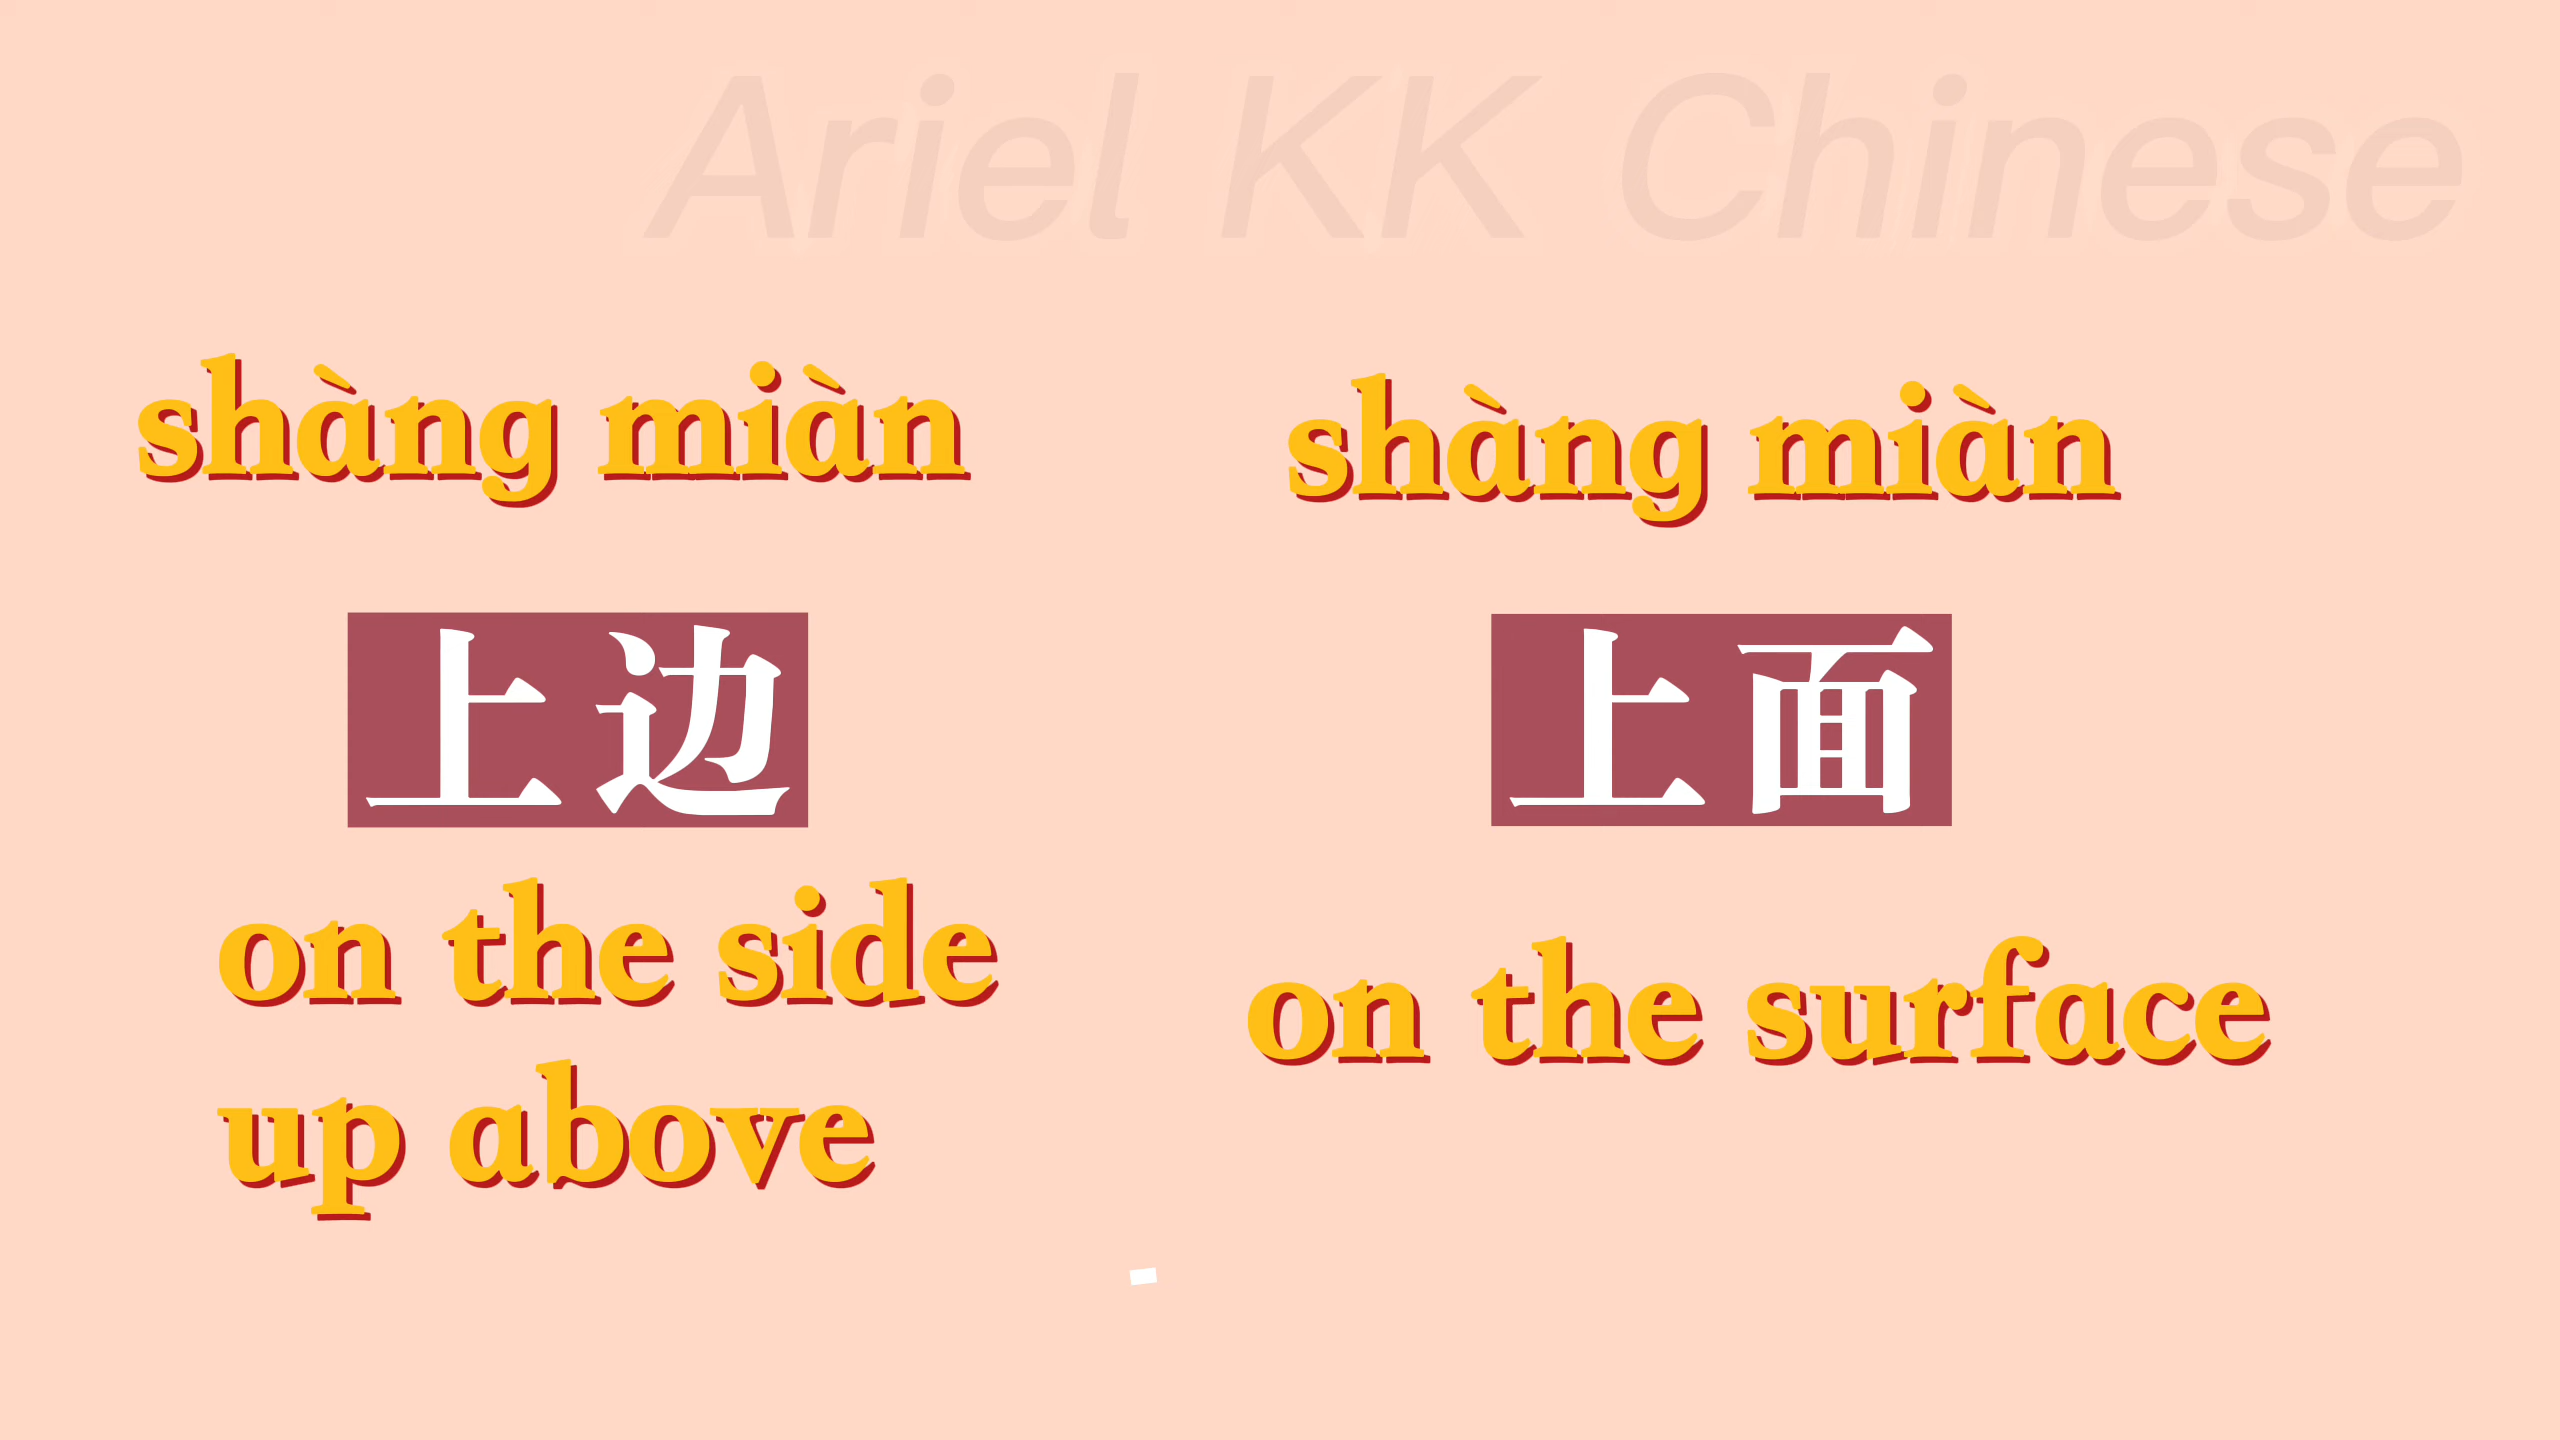 Ariel KK Chinese
shàng miàn
上边
on the side
up above
shàng miàn
上面
on the surface